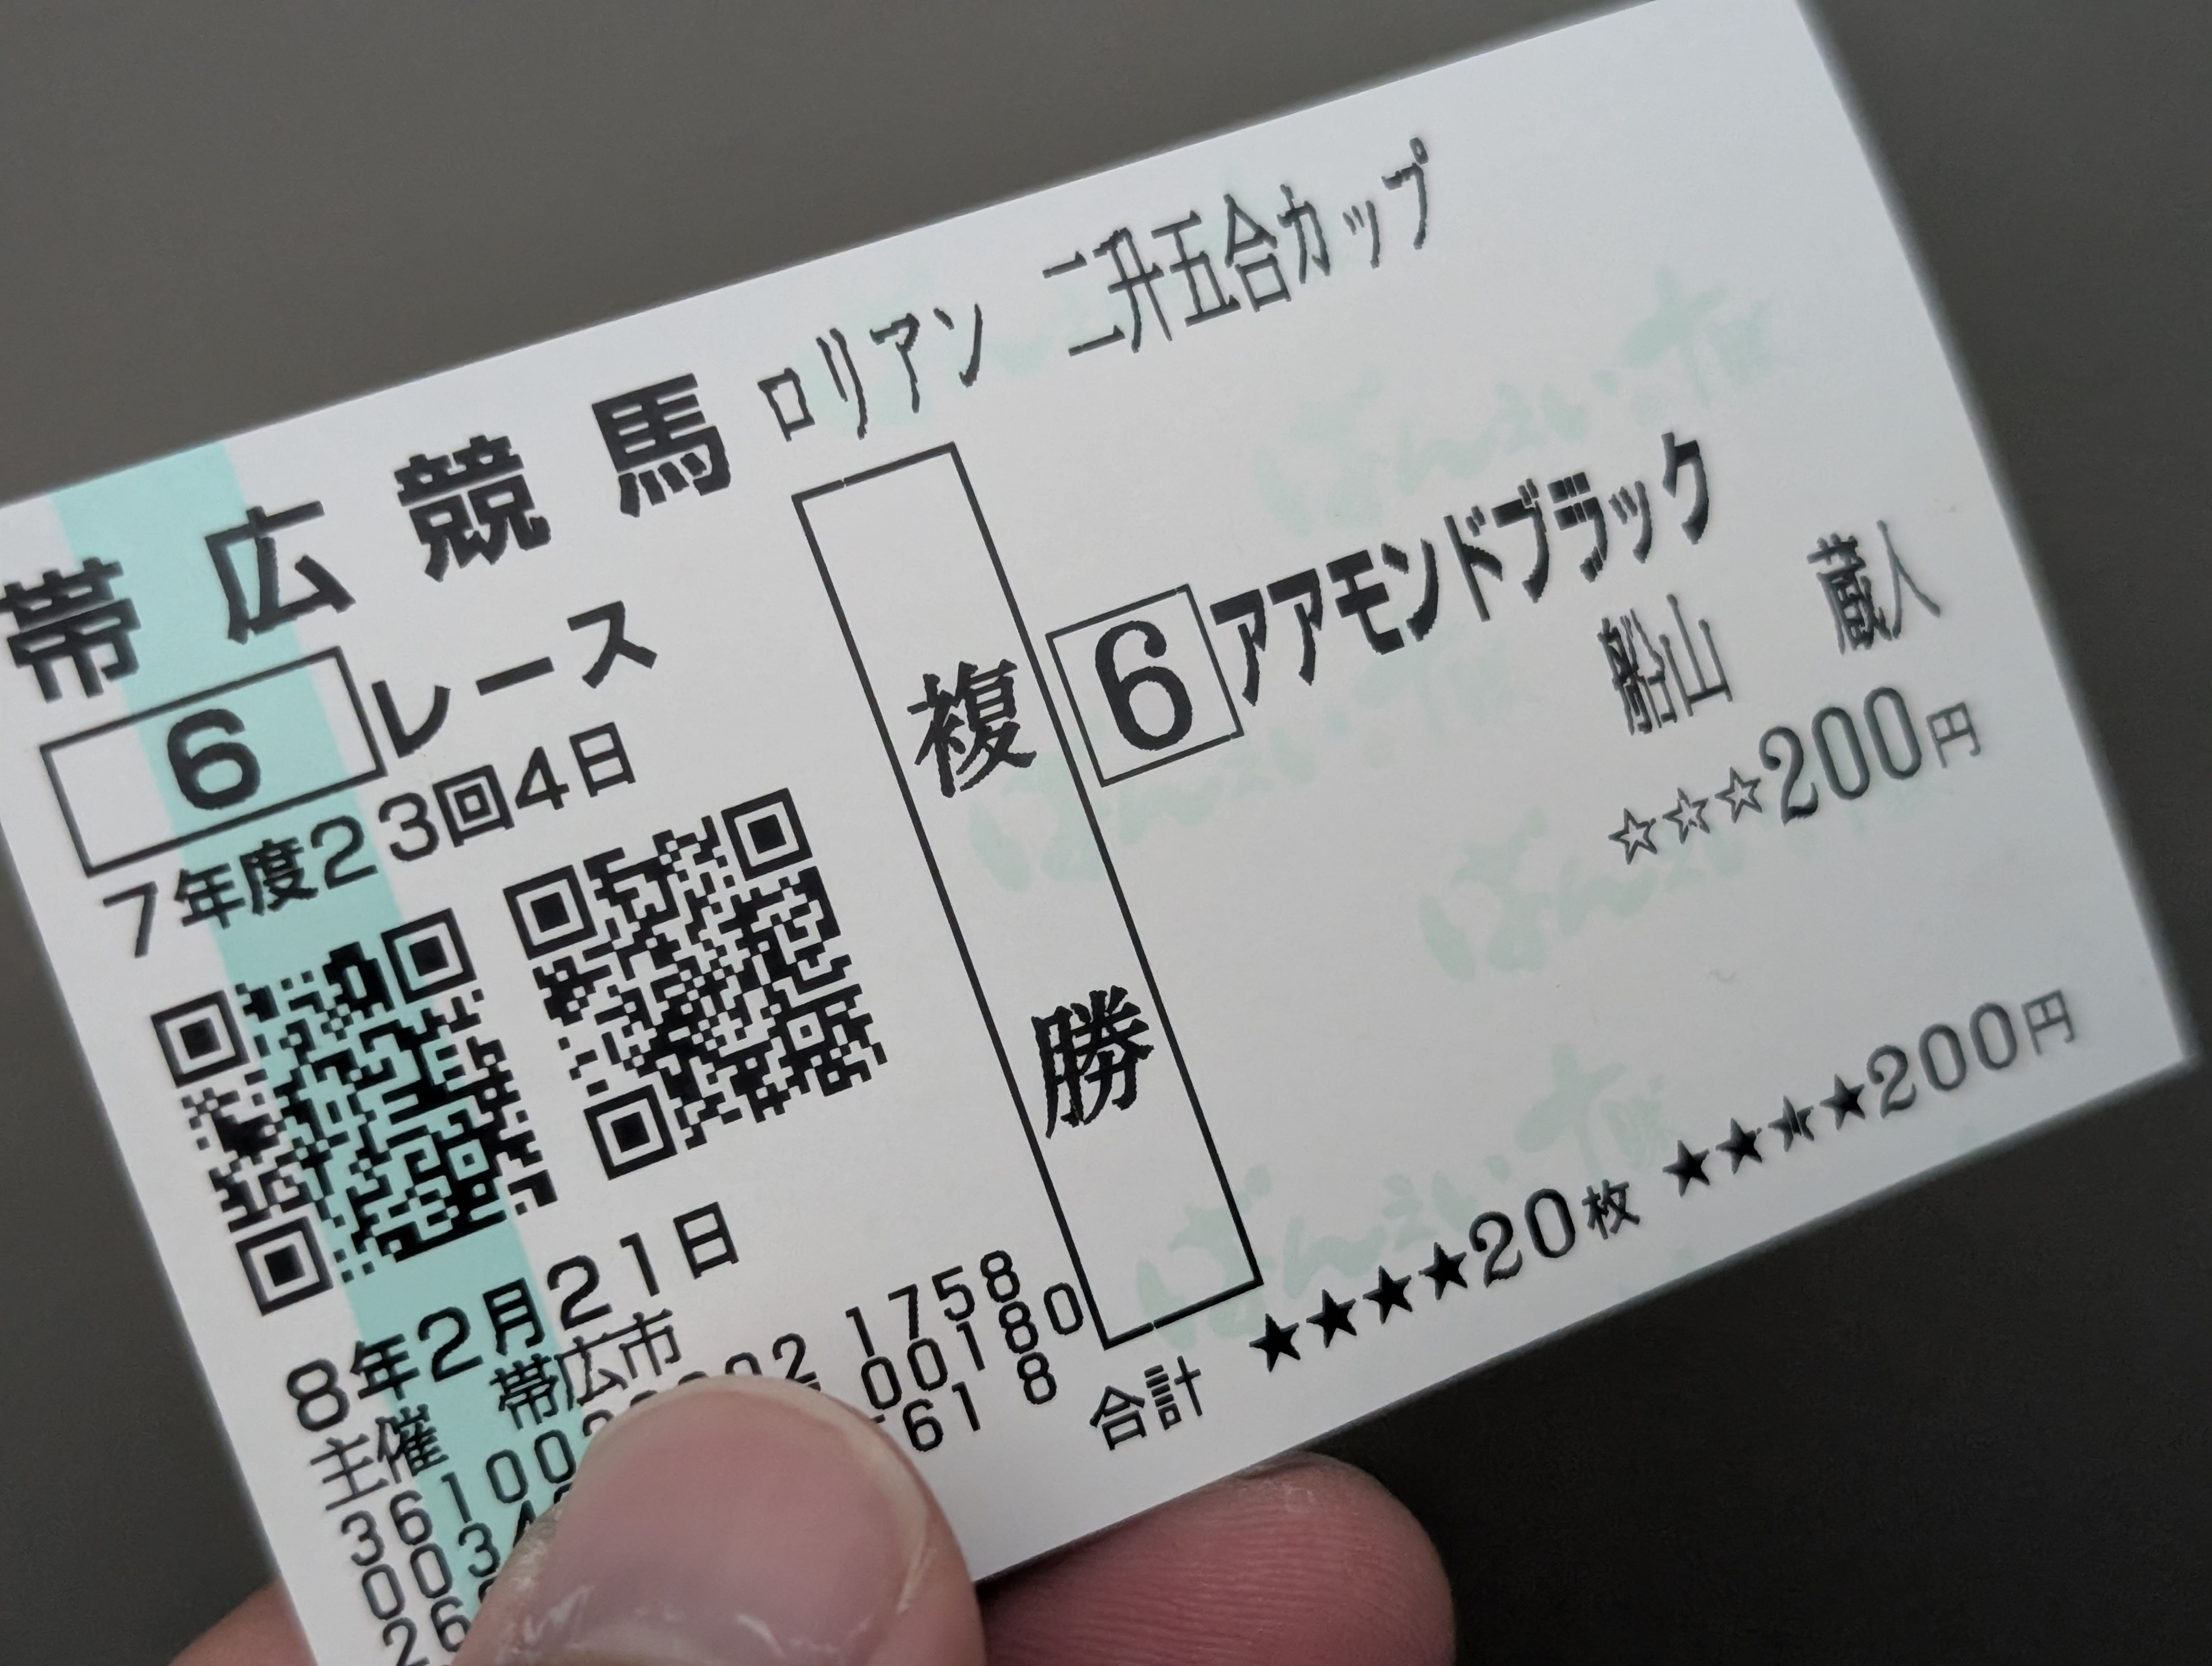 帯広競馬
ロリアン 二升五合カップ
6レース
7年度23回4日
複勝
6 アアモンドブラック
船山 蔵人
☆☆☆200円
8年2月21日
主催 帯広市
1758
00180
8
合計 ★★★★20枚 ★★★★200円